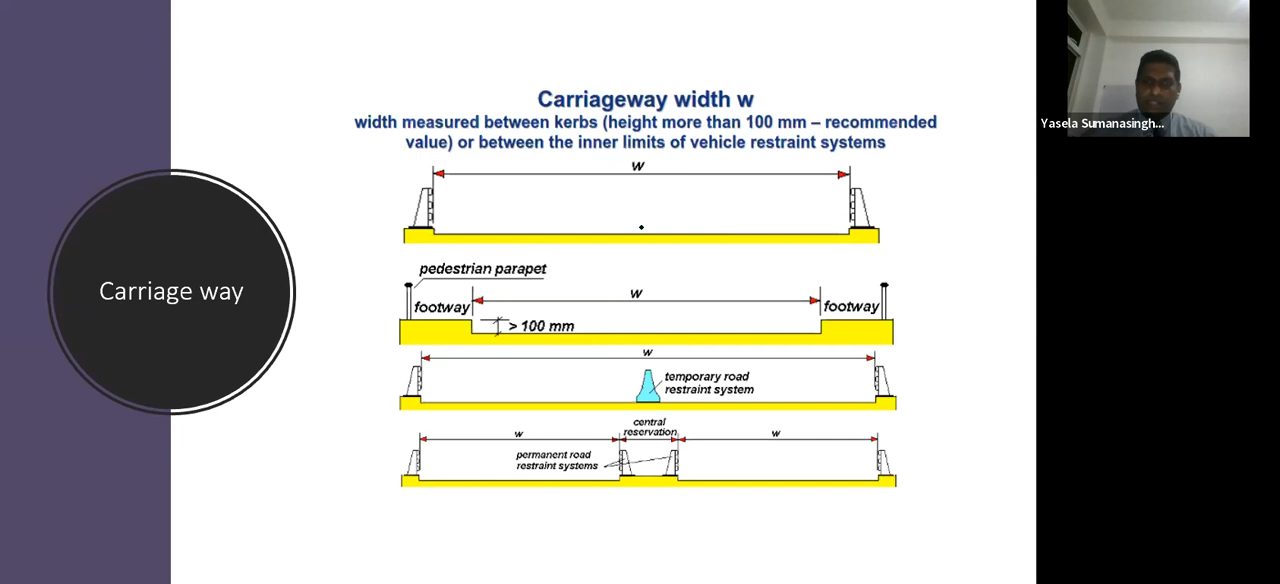 Carriage way
Carriageway width w
width measured between kerbs (height more than 100 mm – recommended
value) or between the inner limits of vehicle restraint systems
w
pedestrian parapet
footway
w
footway
> 100 mm
w
temporary road
restraint system
central
reservation
w
w
permanent road
restraint systems
Yasela Sumanasingh...